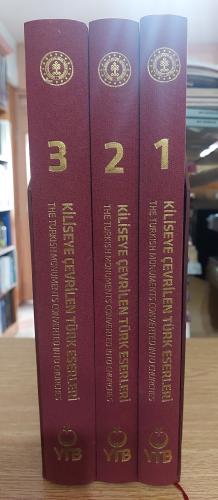 3
KİLİSEYE ÇEVRİLEN TÜRK ESERLERİ
THE TURKISH MONUMENTS CONVERTED INTO CHURCHES
YTB
2
KİLİSEYE ÇEVRİLEN TÜRK ESERLERİ
THE TURKISH MONUMENTS CONVERTED INTO CHURCHES
YTB
1
KİLİSEYE ÇEVRİLEN TÜRK ESERLERİ
THE TURKISH MONUMENTS CONVERTED INTO CHURCHES
YTB